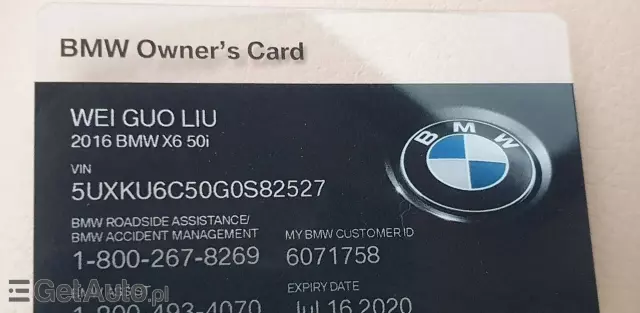 BMW Owner's Card
WEI GUO LIU
2016 BMW X6 50i
VIN
5UXKU6C50G0S82527
BMW ROADSIDE ASSISTANCE/
BMW ACCIDENT MANAGEMENT
1-800-267-8269
MY BMW CUSTOMER ID
6071758
BMW ASSIST
1-800-493-4070
EXPIRY DATE
Jul 16 2020
BMW
GetAuto.pl